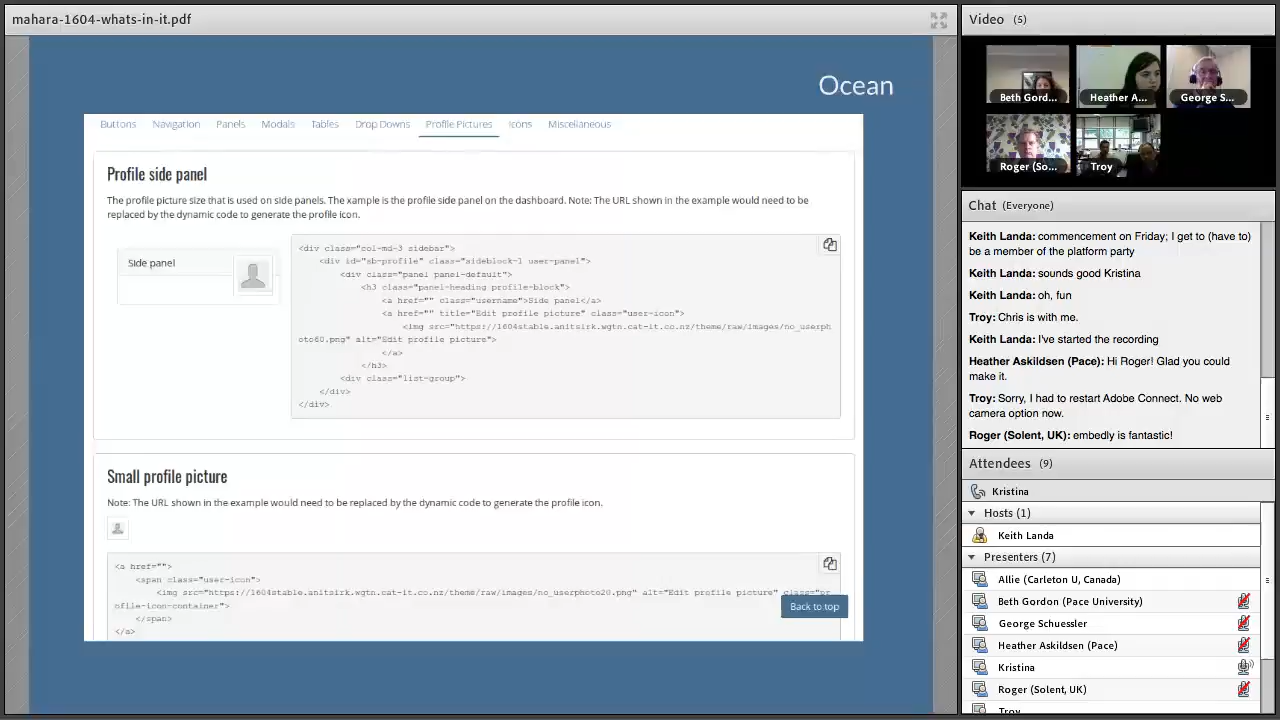 mahara-1604-whats-in-it.pdf
Ocean
Buttons Navigation Panels Modals Tables Drop Downs Profile Pictures Icons Miscellaneous
Profile side panel
The profile picture size that is used on side panels. The xample is the profile side panel on the dashboard. Note: The URL shown in the example would need to be
replaced by the dynamic code to generate the profile icon.
Side panel
<div class="col-md-3 sidebar">
<div id="sb-profile" class="sideblock-1 user-panel">
<div class="panel panel-default">
<h3 class="panel-heading profile-block">
<a href="" class="username">Side panel</a>
<a href="" title="Edit profile picture" class="user-icon">
<img src="https://1604stable.anitsirk.wgtn.cat-it.co.nz/theme/raw/images/no_userph
oto60.png" alt="Edit profile picture">
</a>
</h3>
<div class="list-group">
</div>
</div>
Small profile picture
Note: The URL shown in the example would need to be replaced by the dynamic code to generate the profile icon.
<a href="">
<span class="user-icon">
<img src="https://1604stable.anitsirk.wgtn.cat-it.co.nz/theme/raw/images/no_userphoto20.png" alt="Edit profile picture" class="pr
ofile-icon-container">
</span>
</a>
Back to top
Video (5)
Beth Gord...
Heather A...
George S...
Roger (So...
Troy
Chat (Everyone)
Keith Landa: commencement on Friday; I get to (have to)
be a member of the platform party
Keith Landa: sounds good Kristina
Keith Landa: oh, fun
Troy: Chris is with me.
Keith Landa: I've started the recording
Heather Askildsen (Pace): Hi Roger! Glad you could
make it.
Troy: Sorry, I had to restart Adobe Connect. No web
camera option now.
Roger (Solent, UK): embedly is fantastic!
Attendees (9)
Kristina
Hosts (1)
Keith Landa
Presenters (7)
Allie (Carleton U, Canada)
Beth Gordon (Pace University)
George Schuessler
Heather Askildsen (Pace)
Kristina
Roger (Solent, UK)
Troy